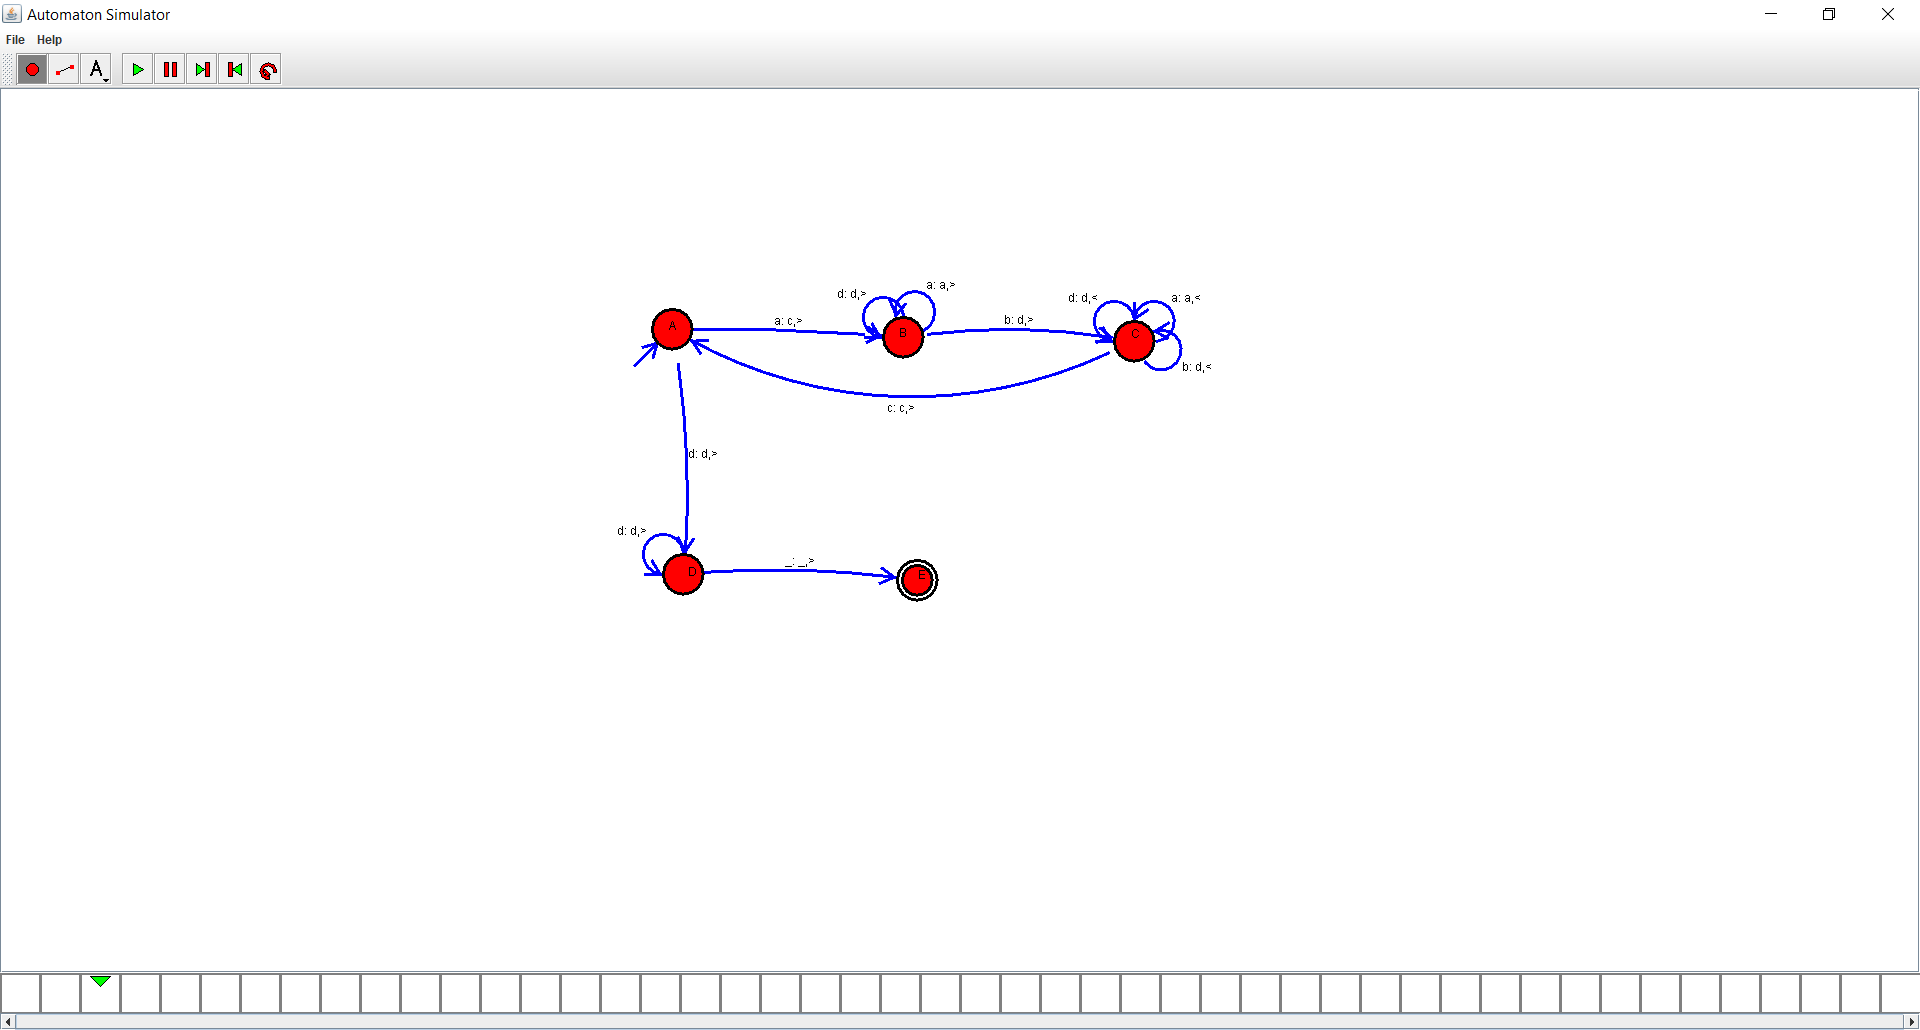 Automaton Simulator
File Help
A
a: a,>
d: d,>
d: d,< a: a,<
a: c,> b: d,>
A B C
b: d,<
c: c,>
d: d,>
d: d,>
_: _,>
D E